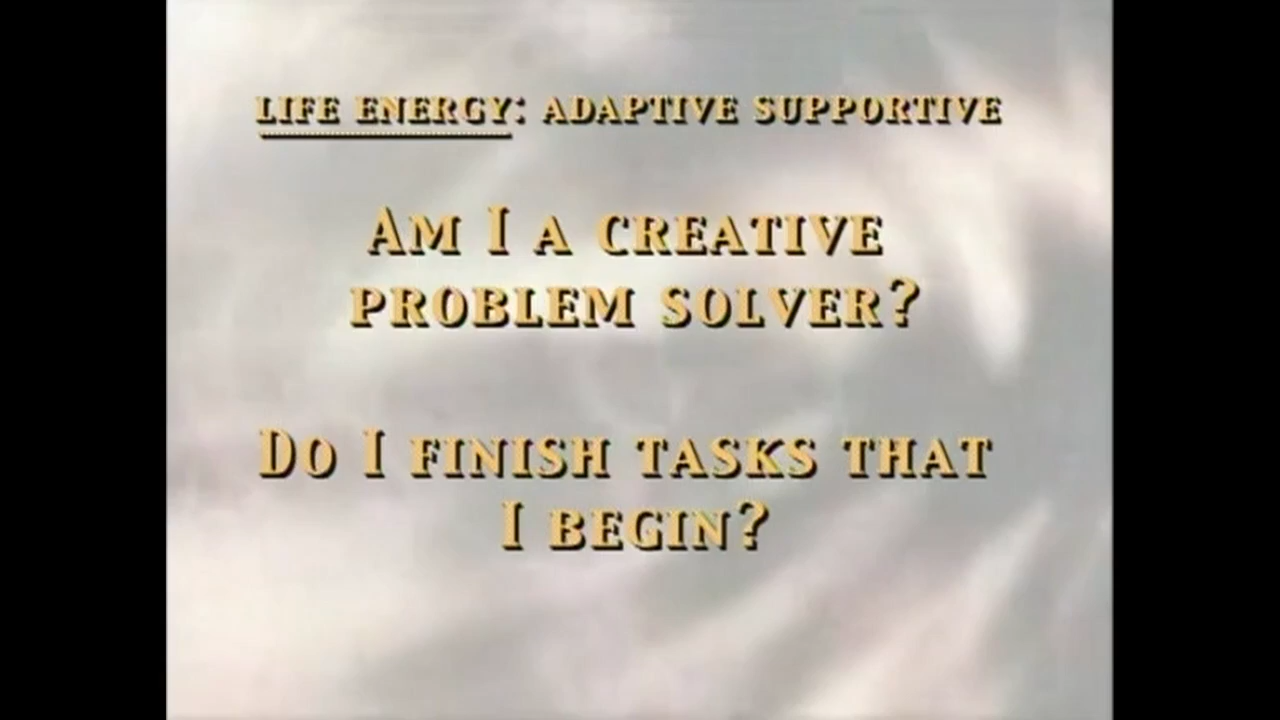 LIFE ENERGY: ADAPTIVE SUPPORTIVE
AM I A CREATIVE
PROBLEM SOLVER?
DO I FINISH TASKS THAT
I BEGIN?